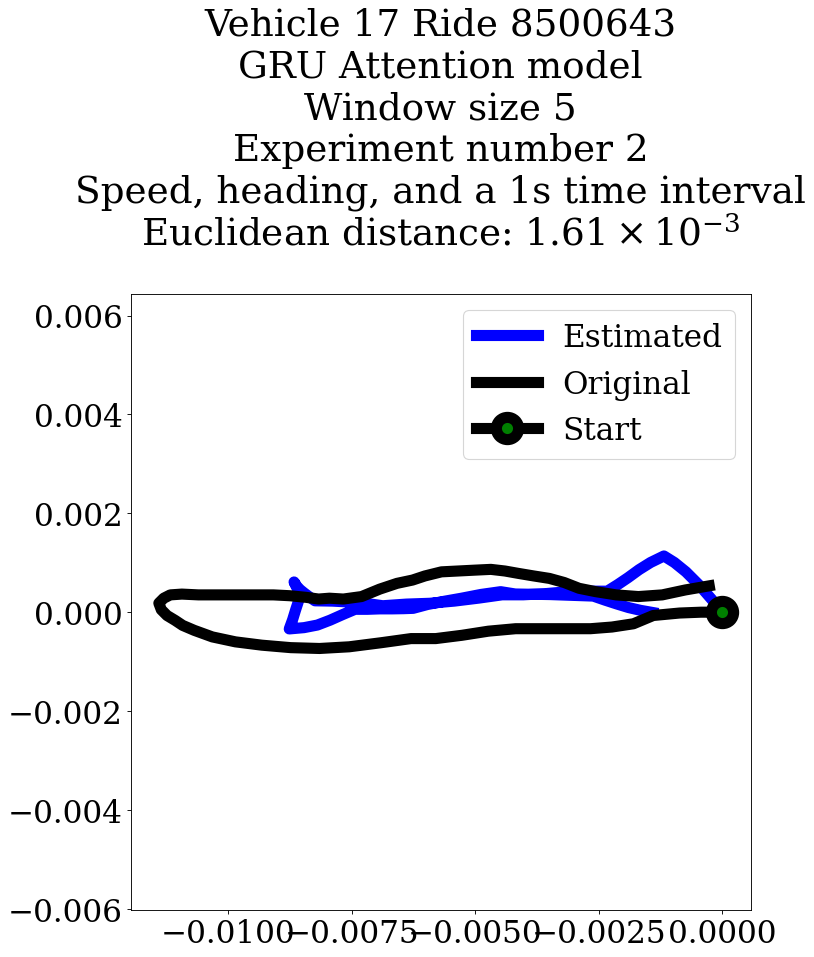 Vehicle 17 Ride 8500643
GRU Attention model
Window size 5
Experiment number 2
Speed, heading, and a 1s time interval
Euclidean distance: 1.61 × 10⁻³
Estimated
Original
Start
0.006
0.004
0.002
0.000
−0.002
−0.004
−0.006
−0.0100 −0.0075 −0.0050 −0.0025 0.0000